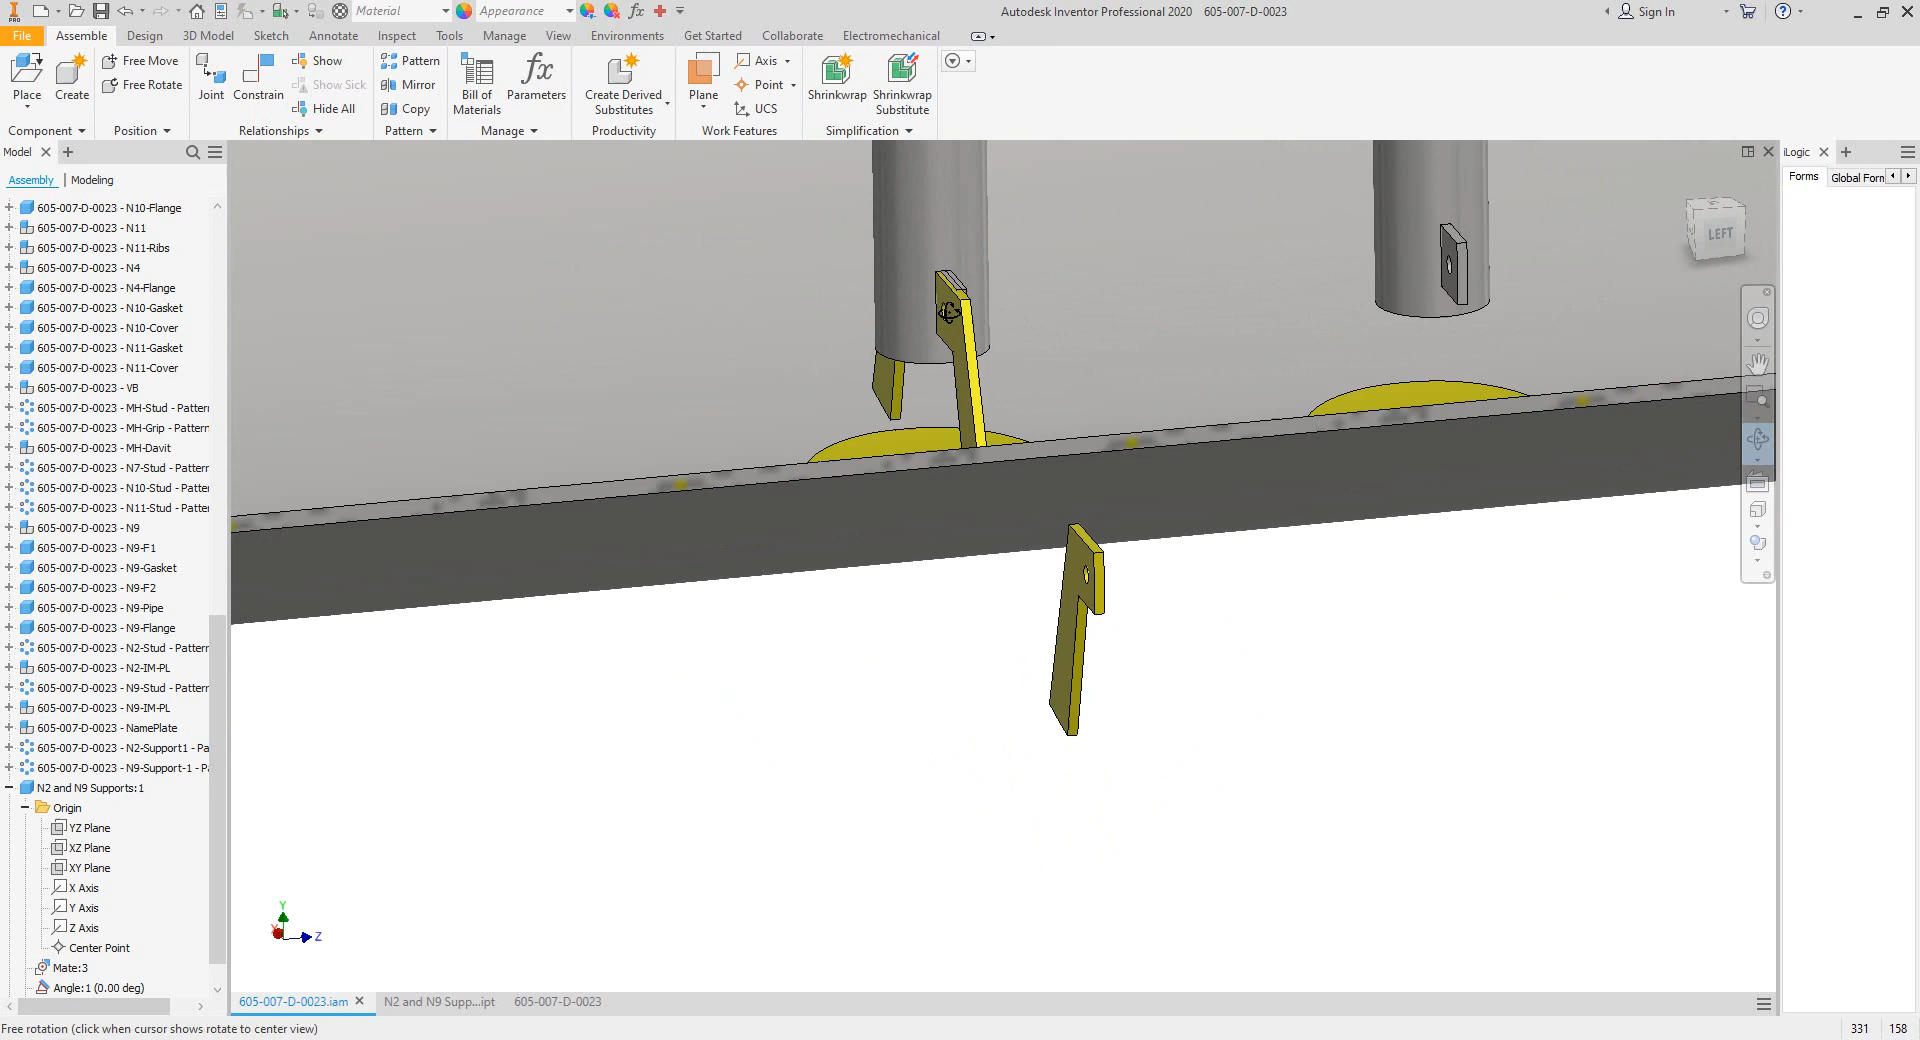 Material
Appearance
Autodesk Inventor Professional 2020 605-007-D-0023
Sign In
File Assemble Design 3D Model Sketch Annotate Inspect Tools Manage View Environments Get Started Collaborate Electromechanical
Place
Create
Component
Free Move
Free Rotate
Position
Joint
Constrain
Show
Show Sick
Hide All
Relationships
Pattern
Mirror
Copy
Pattern
Bill of
Materials
Parameters
Manage
Create Derived
Substitutes
Productivity
Plane
Axis
Point
UCS
Work Features
Shrinkwrap
Shrinkwrap
Substitute
Simplification
Model
Assembly Modeling
605-007-D-0023 - N10-Flange
605-007-D-0023 - N11
605-007-D-0023 - N11-Ribs
605-007-D-0023 - N4
605-007-D-0023 - N4-Flange
605-007-D-0023 - N10-Gasket
605-007-D-0023 - N10-Cover
605-007-D-0023 - N11-Gasket
605-007-D-0023 - N11-Cover
605-007-D-0023 - VB
605-007-D-0023 - MH-Stud - Pattern
605-007-D-0023 - MH-Grip - Pattern
605-007-D-0023 - MH-Davit
605-007-D-0023 - N7-Stud - Pattern
605-007-D-0023 - N10-Stud - Patte
605-007-D-0023 - N11-Stud - Patte
605-007-D-0023 - N9
605-007-D-0023 - N9-F1
605-007-D-0023 - N9-Gasket
605-007-D-0023 - N9-F2
605-007-D-0023 - N9-Pipe
605-007-D-0023 - N9-Flange
605-007-D-0023 - N2-Stud - Pattern
605-007-D-0023 - N2-IM-PL
605-007-D-0023 - N9-Stud - Pattern
605-007-D-0023 - N9-IM-PL
605-007-D-0023 - NamePlate
605-007-D-0023 - N2-Support1 - Pa
605-007-D-0023 - N9-Support-1 - P
N2 and N9 Supports:1
Origin
YZ Plane
XZ Plane
XY Plane
X Axis
Y Axis
Z Axis
Center Point
Mate:3
Angle:1 (0.00 deg)
LEFT
iLogic
Forms Global Forn
Y
X
Z
605-007-D-0023.iam N2 and N9 Supp...ipt 605-007-D-0023
Free rotation (click when cursor shows rotate to center view)
331 158